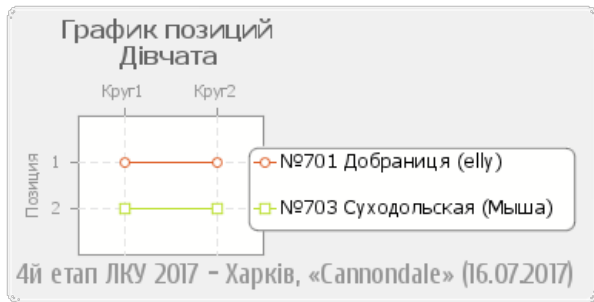 График позиций
Дівчата
Круг1 Круг2
Позиция
1
2
№701 Добраниця (elly)
№703 Суходольская (Мыша)
4й етап ЛКУ 2017 - Харків, «Cannondale» (16.07.2017)